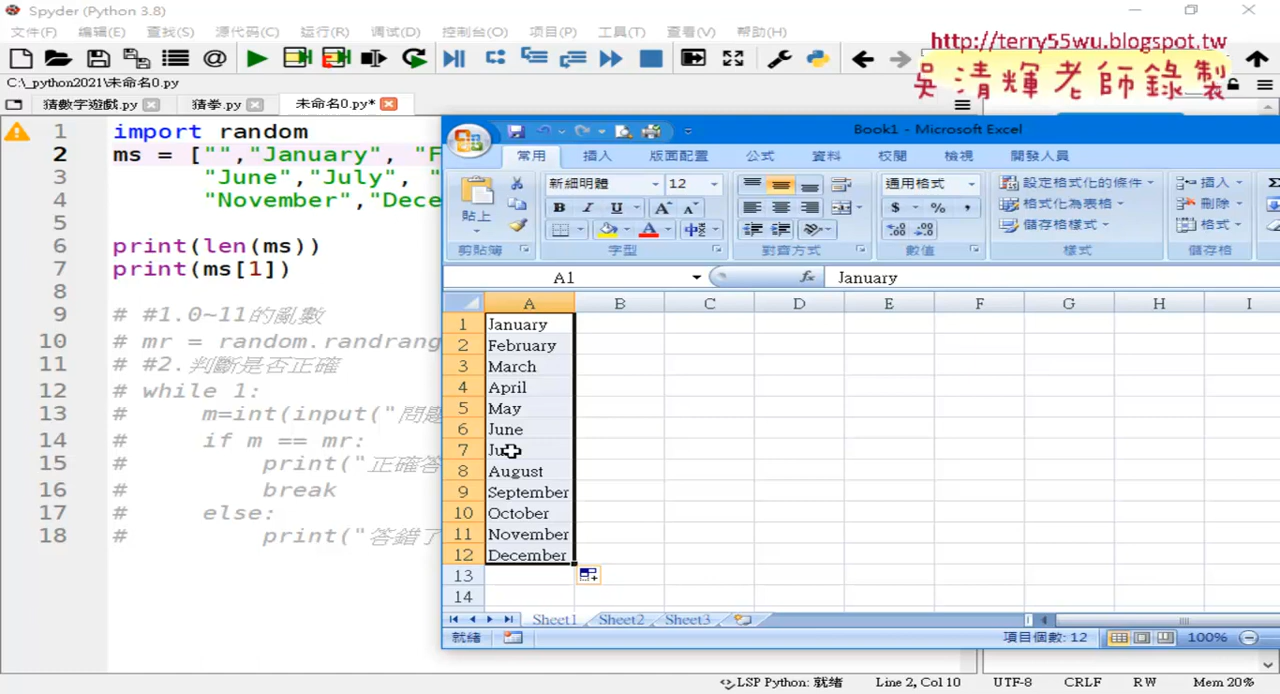 Spyder (Python 3.8)
文件(F) 编辑(E) 查找(S) 源代码(C) 运行(R) 调试(D) 控制台(O) 项目(P) 工具(T) 查看(V) 帮助(H)
http://terry55wu.blogspot.tw
吳清輝老師錄製
C:\_python2021\未命名0.py
猜數字遊戲.py 猜拳.py 未命名0.py*
1 import random
2 ms = ["","January", "F
3 "June","July", "
4 "November","Dece
5
6 print(len(ms))
7 print(ms[1])
8
9 # #1.0~11的亂數
10 # mr = random.randrang
11 # #2.判斷是否正確
12 # while 1:
13 # m=int(input("問題
14 # if m == mr:
15 # print("正確答
16 # break
17 # else:
18 # print("答錯了
Book1 - Microsoft Excel
常用 插入 版面配置 公式 資料 校閱 檢視 開發人員
貼上 新細明體 12 通用格式 設定格式化的條件 插入
B I U A A $ % , 格式化為表格 刪除
儲存格樣式 格式
剪貼簿 字型 對齊方式 數值 樣式 儲存格
A1 fx January
A B C D E F G H I
1 January
2 February
3 March
4 April
5 May
6 June
7
8 August
9 September
10 October
11 November
12 December
13
14
Sheet1 Sheet2 Sheet3
就緒 項目個數: 12 100%
LSP Python: 就绪 Line 2, Col 10 UTF-8 CRLF RW Mem 20%